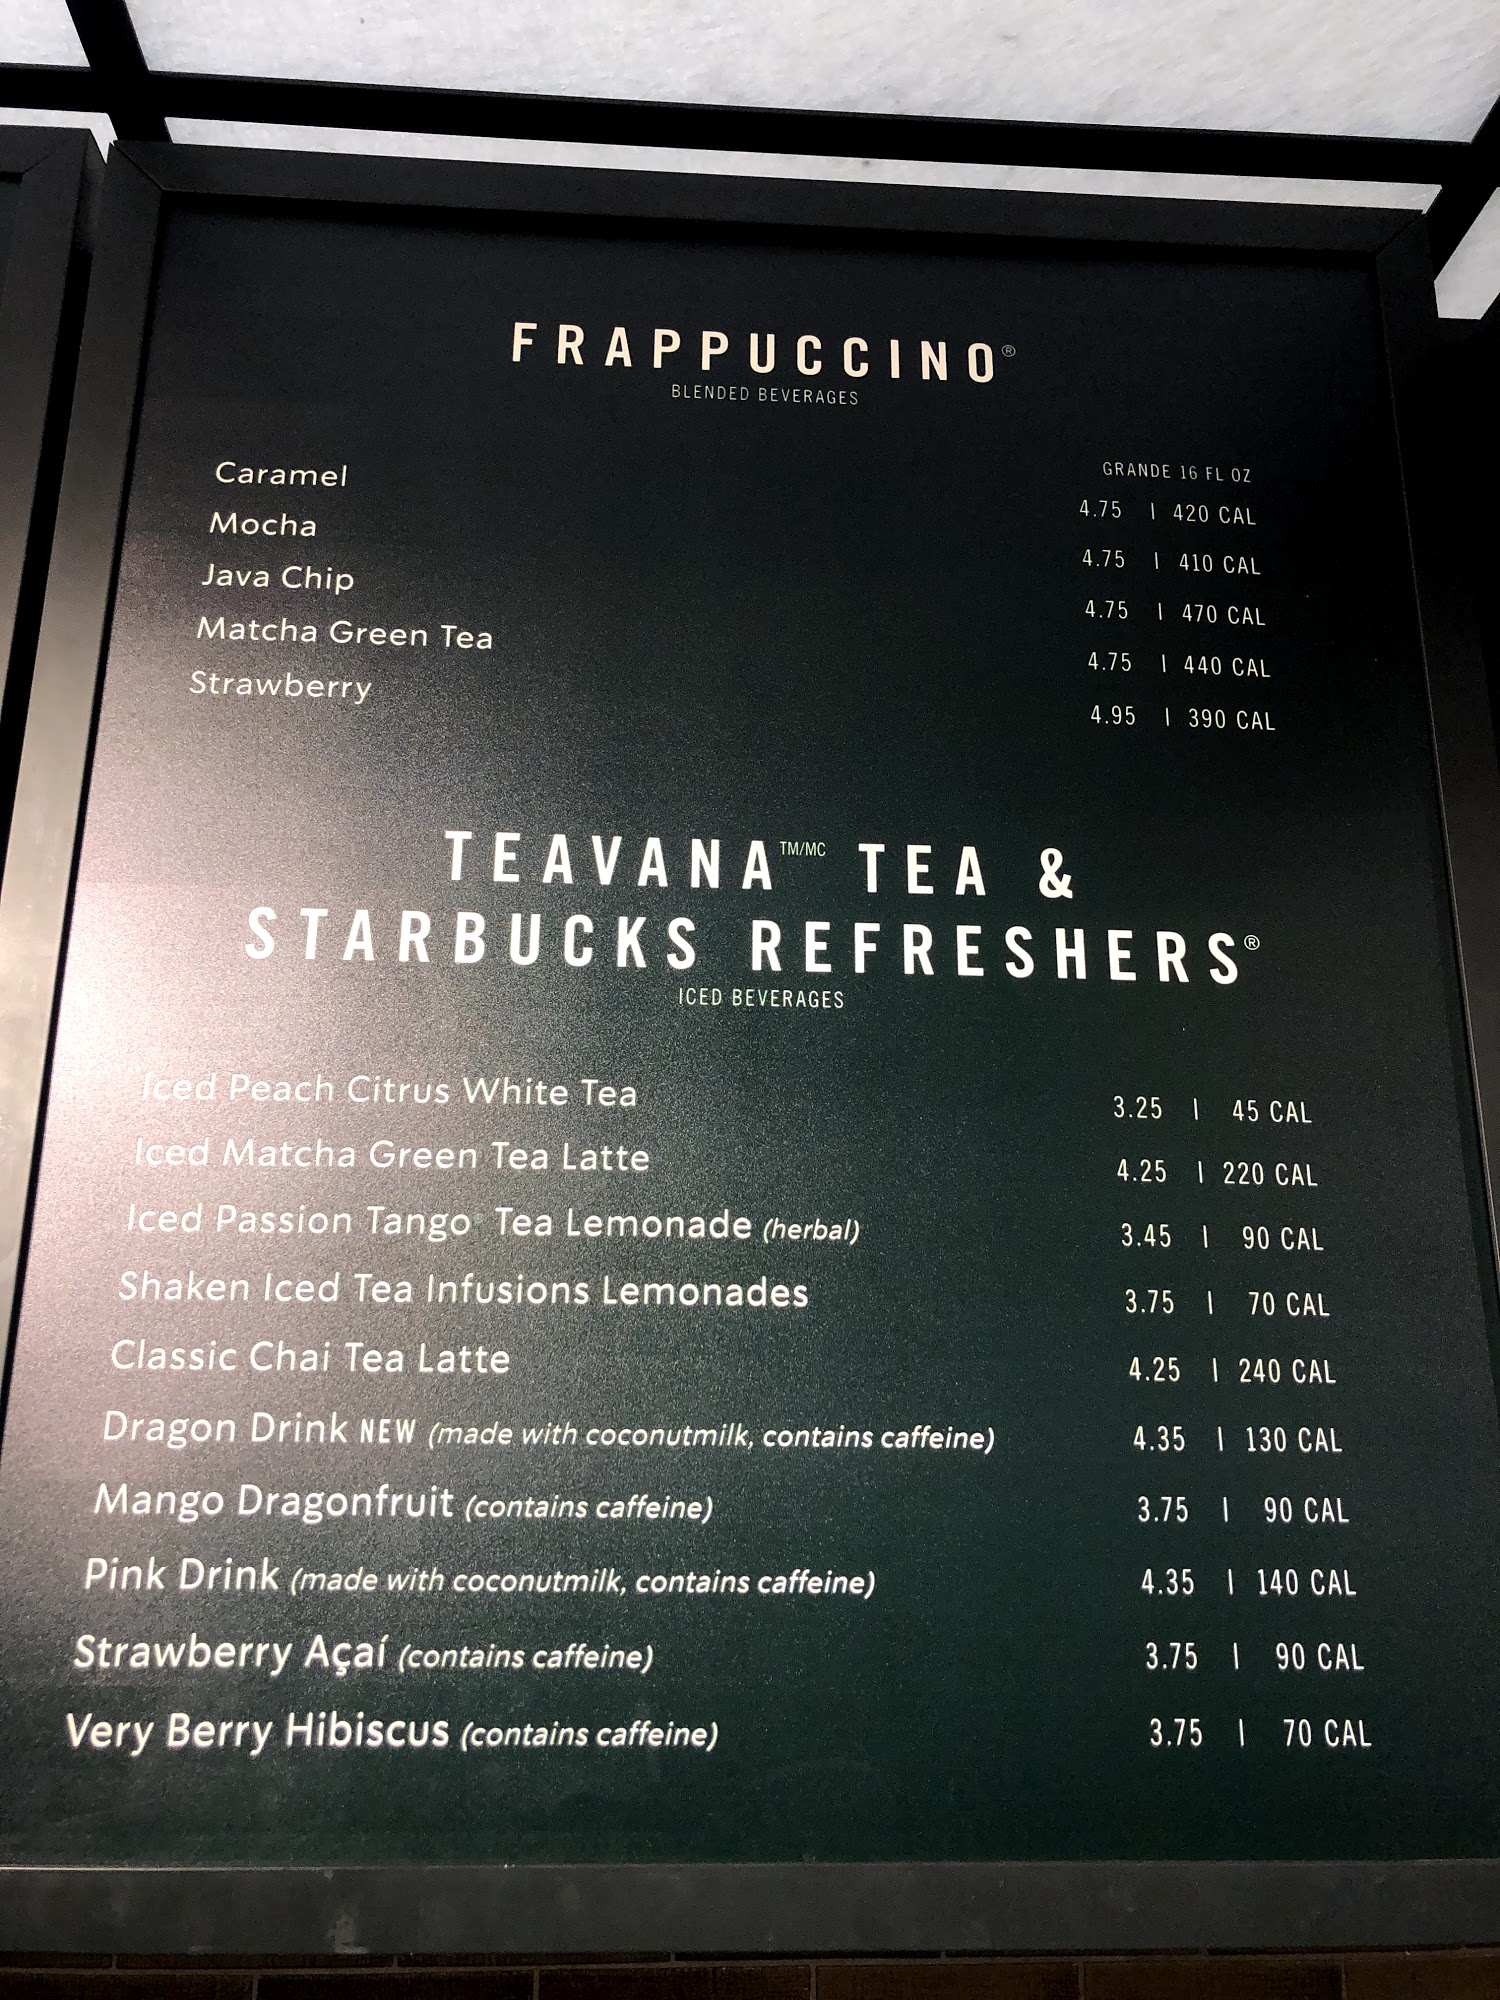 FRAPPUCCINO®
BLENDED BEVERAGES
GRANDE 16 FL OZ
Caramel 4.75 | 420 CAL
Mocha 4.75 | 410 CAL
Java Chip 4.75 | 470 CAL
Matcha Green Tea 4.75 | 440 CAL
Strawberry 4.95 | 390 CAL
TEAVANA™/MC TEA &
STARBUCKS REFRESHERS®
ICED BEVERAGES
Iced Peach Citrus White Tea 3.25 | 45 CAL
Iced Matcha Green Tea Latte 4.25 | 220 CAL
Iced Passion Tango Tea Lemonade (herbal) 3.45 | 90 CAL
Shaken Iced Tea Infusions Lemonades 3.75 | 70 CAL
Classic Chai Tea Latte 4.25 | 240 CAL
Dragon Drink NEW (made with coconutmilk, contains caffeine) 4.35 | 130 CAL
Mango Dragonfruit (contains caffeine) 3.75 | 90 CAL
Pink Drink (made with coconutmilk, contains caffeine) 4.35 | 140 CAL
Strawberry Açaí (contains caffeine) 3.75 | 90 CAL
Very Berry Hibiscus (contains caffeine) 3.75 | 70 CAL